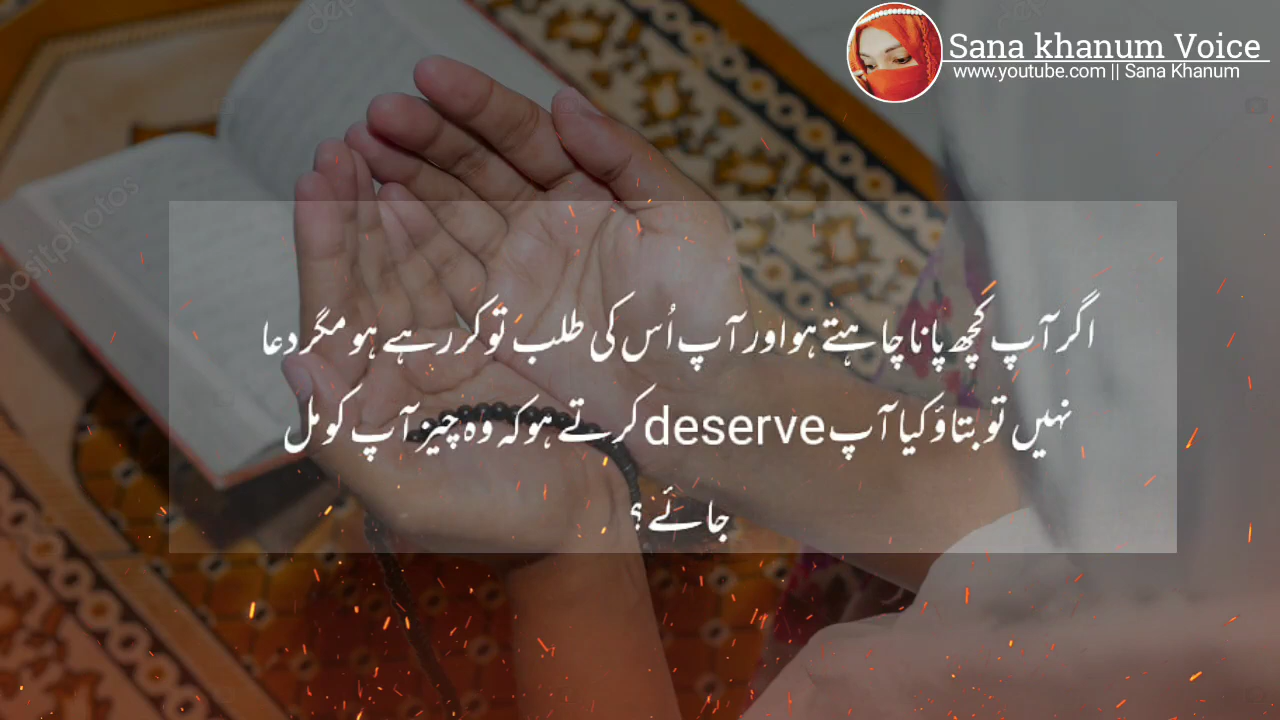 Sana khanum Voice
www.youtube.com || Sana Khanum
اگر آپ کچھ پانا چاہتے ہو اور آپ اُس کی طلب تو کر رہے ہو مگر دعا
نہیں تو بتاؤ کیا آپ deserve کرتے ہو کہ وہ چیز آپ کو مل
جائے ؟
depositphotos